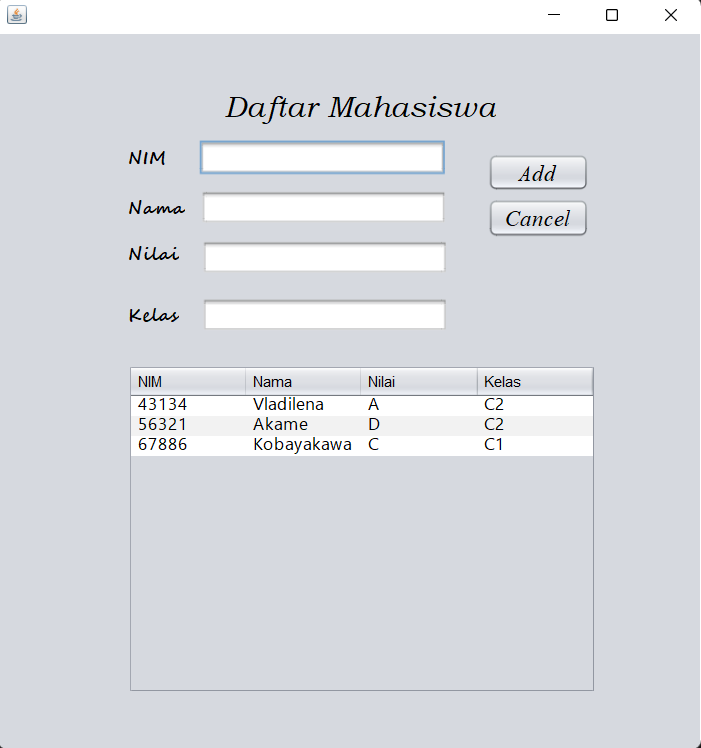 Daftar Mahasiswa
NIM
Add
Nama
Cancel
Nilai
Kelas
NIM Nama Nilai Kelas
43134 Vladilena A C2
56321 Akame D C2
67886 Kobayakawa C C1